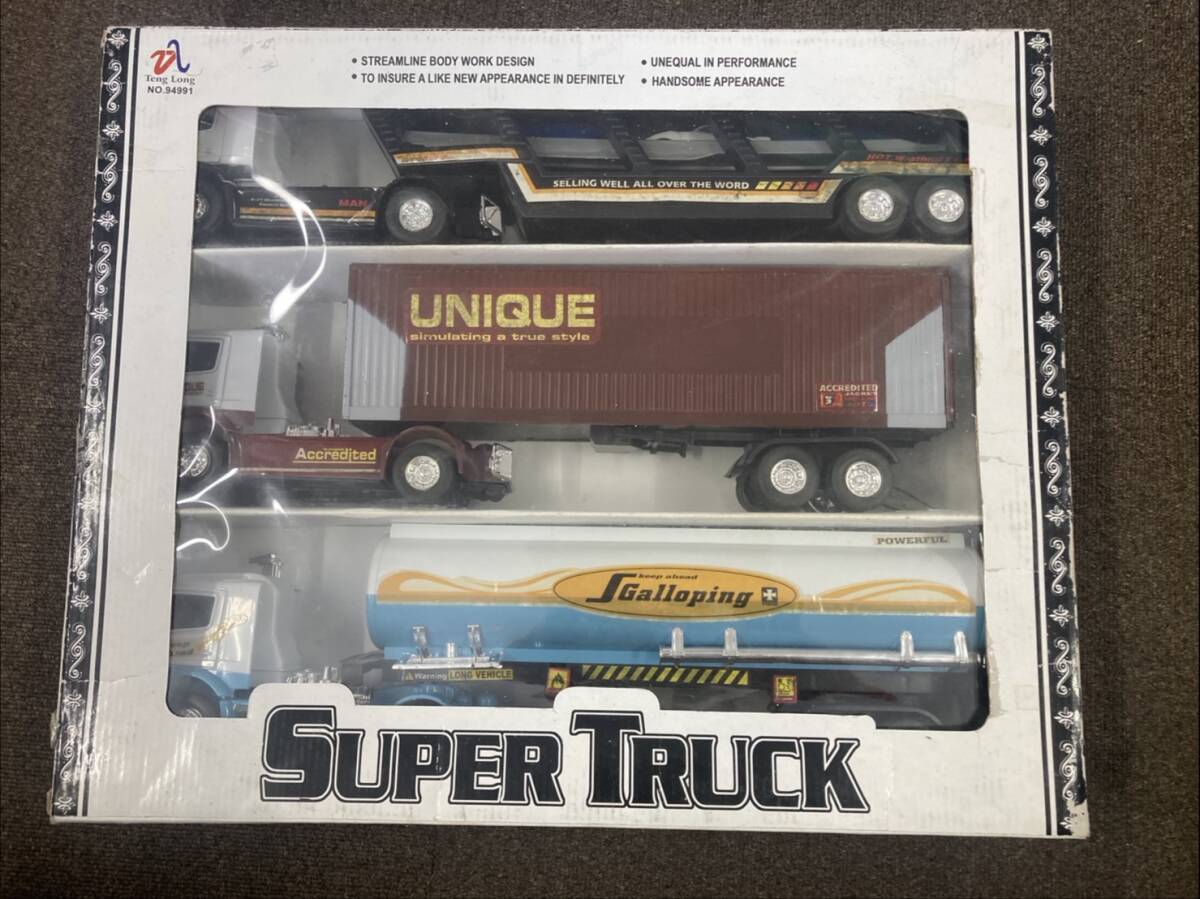 Teng Long
NO.94991
• STREAMLINE BODY WORK DESIGN
• TO INSURE A LIKE NEW APPEARANCE IN DEFINITELY
• UNEQUAL IN PERFORMANCE
• HANDSOME APPEARANCE
HOT
SELLING WELL ALL OVER THE WORD
MAN
UNIQUE
simulating a true style
ACCREDITED
Accredited
POWERFUL
keep ahead
Galloping
Warning LONG VEHICLE
SUPER TRUCK